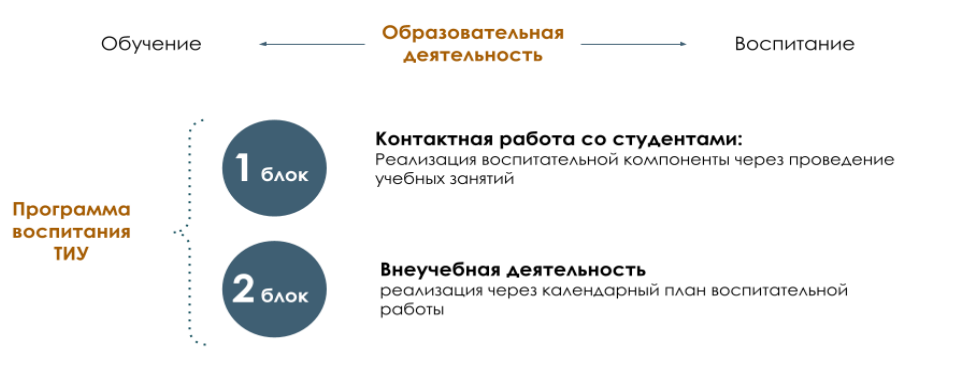 Обучение
Образовательная
деятельность
Воспитание
Программа
воспитания
ТИУ
1 блок
Контактная работа со студентами:
Реализация воспитательной компоненты через проведение
учебных занятий
2 блок
Внеучебная деятельность
реализация через календарный план воспитательной
работы